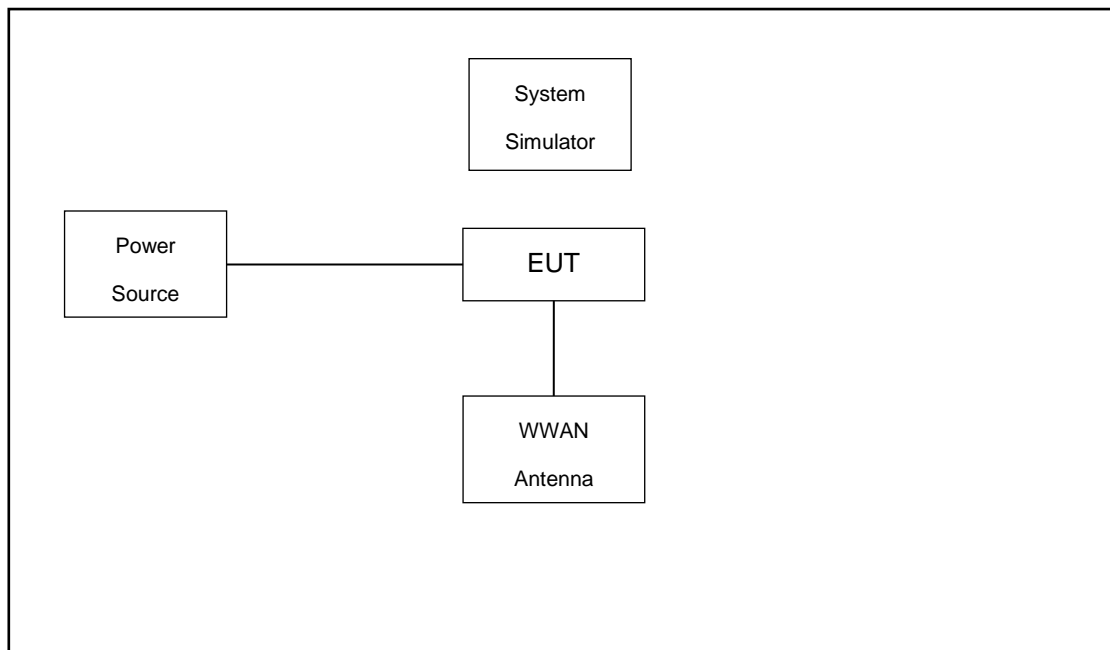 System
Simulator
Power
Source
EUT
WWAN
Antenna